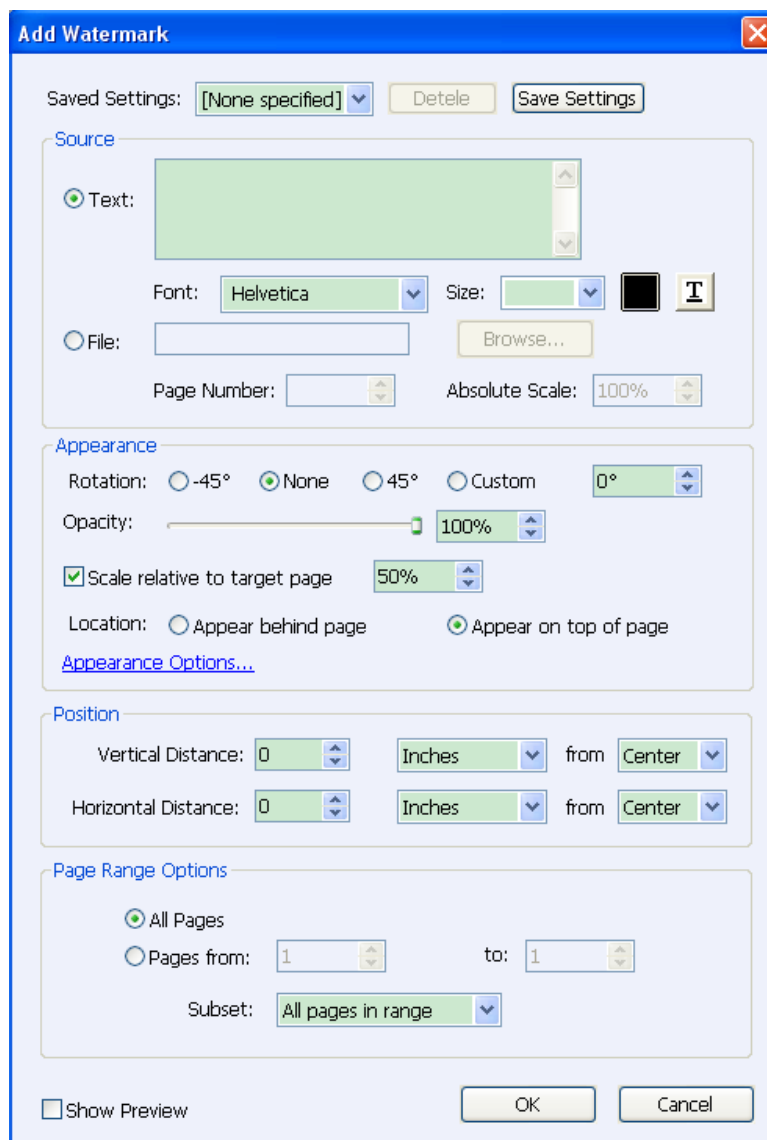 Add Watermark
Saved Settings: [None specified] Detele Save Settings
Source
Text:
Font: Helvetica Size: T
File: Browse...
Page Number: Absolute Scale: 100%
Appearance
Rotation: -45° None 45° Custom 0°
Opacity: 100%
Scale relative to target page 50%
Location: Appear behind page Appear on top of page
Appearance Options...
Position
Vertical Distance: 0 Inches from Center
Horizontal Distance: 0 Inches from Center
Page Range Options
All Pages
Pages from: 1 to: 1
Subset: All pages in range
Show Preview OK Cancel